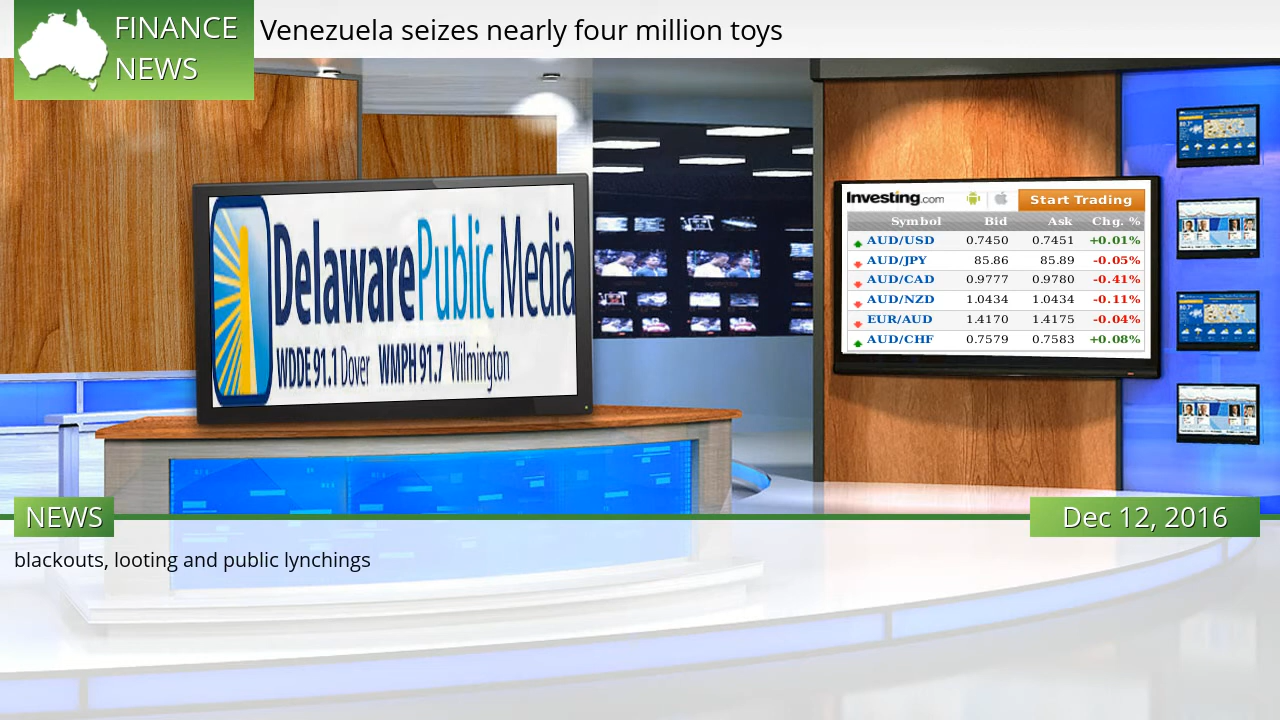 FINANCE
NEWS
Venezuela seizes nearly four million toys
DelawarePublic Media
WDDE 91.1 Dover WMPH 91.7 Wilmington
Investing.com Start Trading
Symbol Bid Ask Chg. %
AUD/USD 0.7450 0.7451 +0.01%
AUD/JPY 85.86 85.89 -0.05%
AUD/CAD 0.9777 0.9780 -0.41%
AUD/NZD 1.0434 1.0434 -0.11%
EUR/AUD 1.4170 1.4175 -0.04%
AUD/CHF 0.7579 0.7583 +0.08%
NEWS
Dec 12, 2016
blackouts, looting and public lynchings